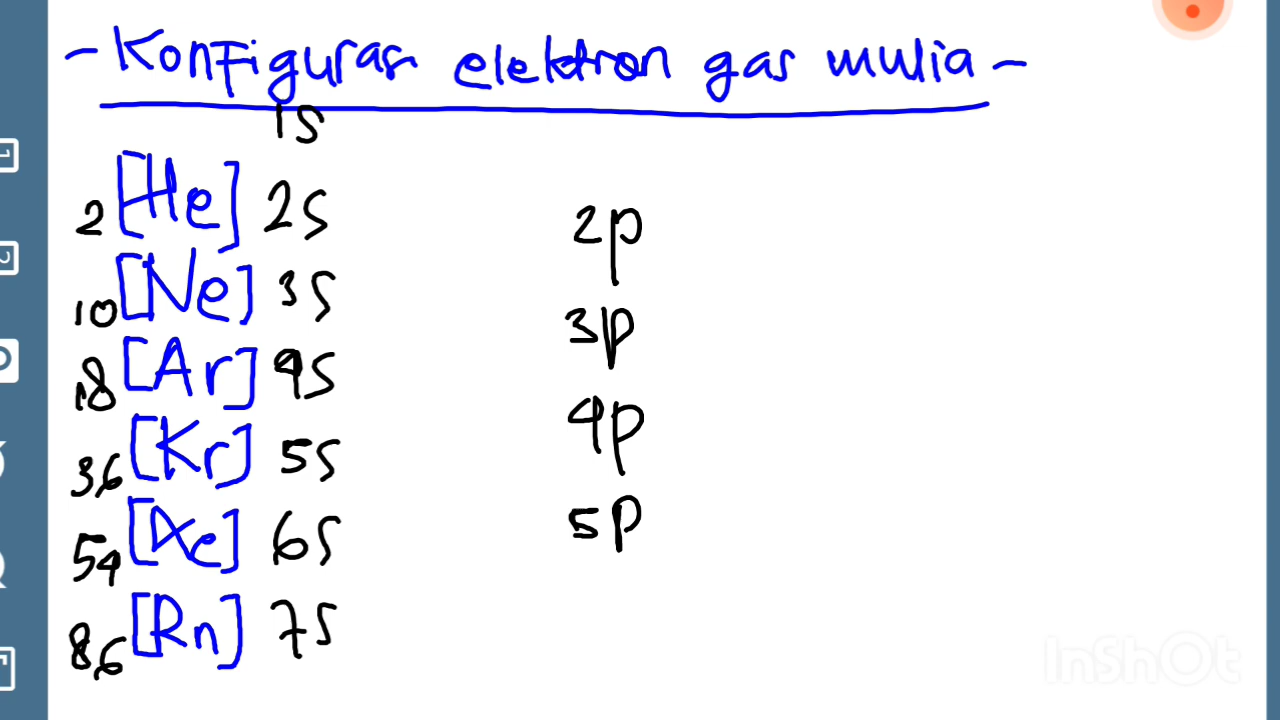 - Konfigurasi elektron gas mulia -
1s
2 [He] 2s 2p
10 [Ne] 3s 3p
18 [Ar] 4s 4p
36 [Kr] 5s 5p
54 [Xe] 6s
86 [Rn] 7s
InShOt